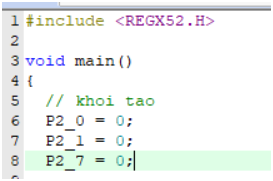 1 #include <REGX52.H>
2
3 void main()
4 {
5 // khoi tao
6 P2_0 = 0;
7 P2_1 = 0;
8 P2_7 = 0;